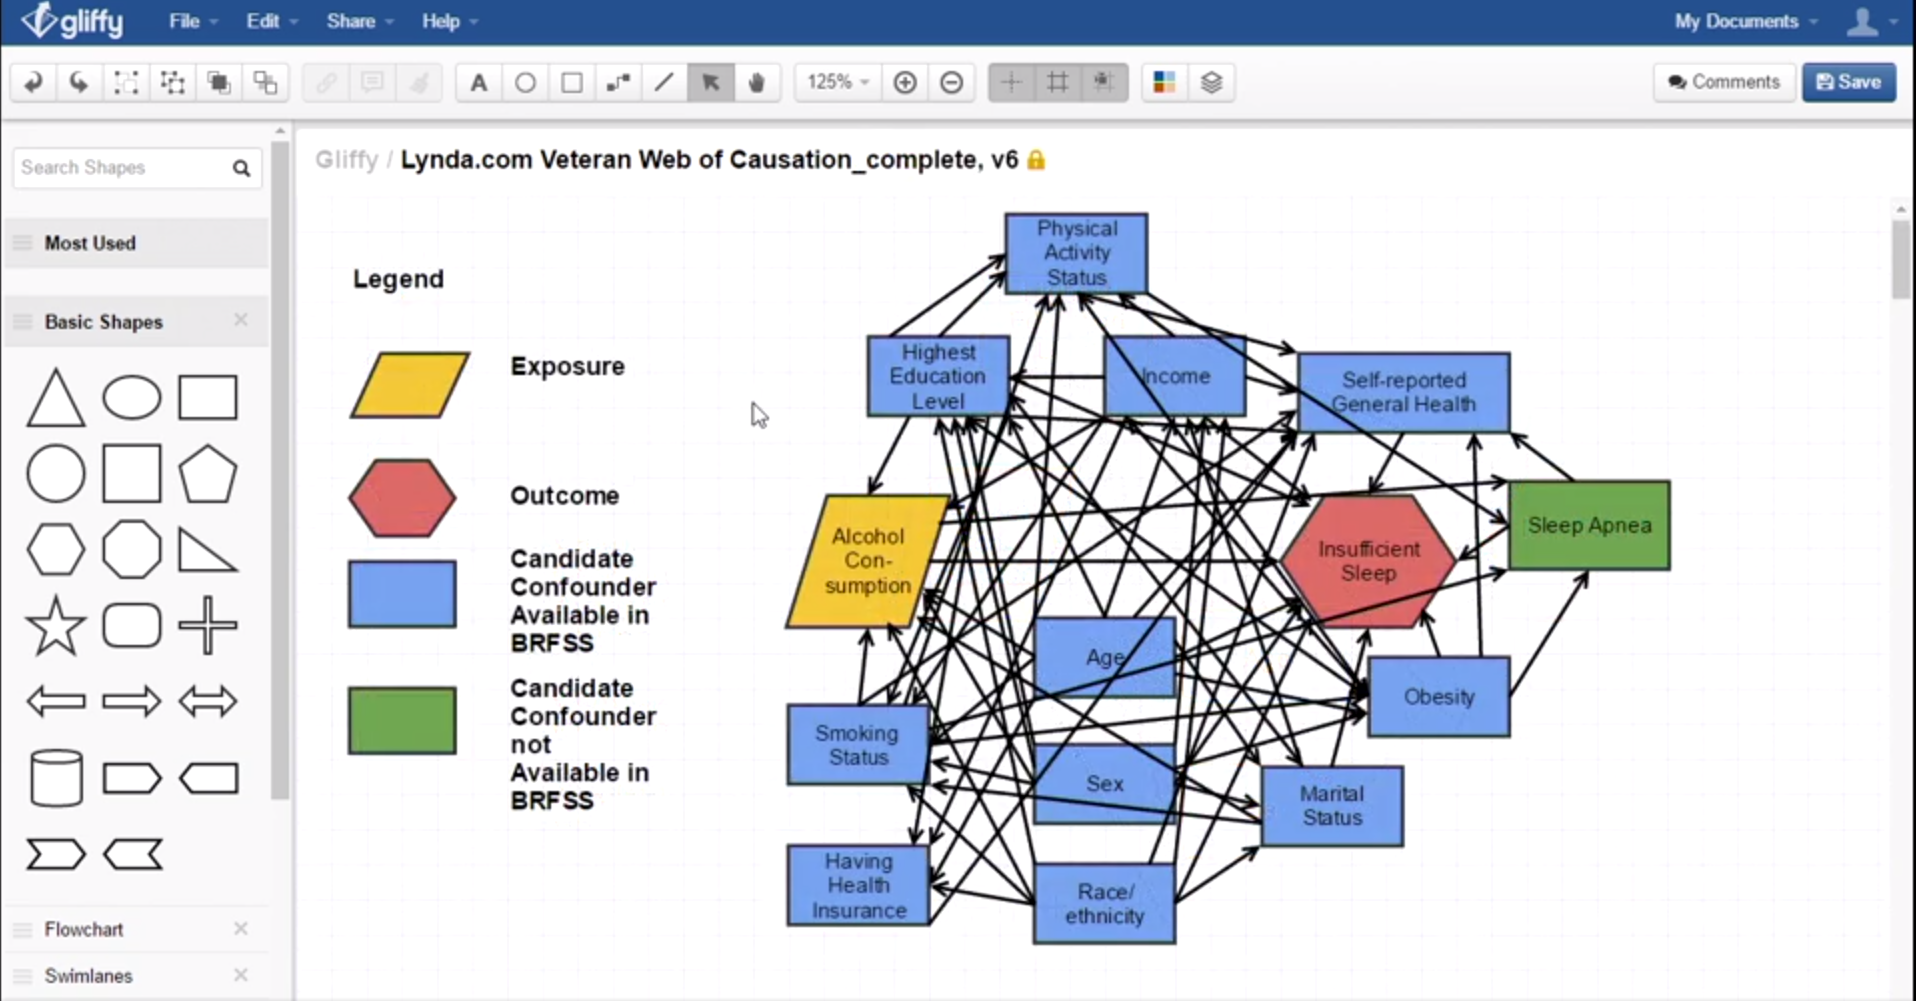 gliffy File Edit Share Help My Documents
A 125% Comments Save
Search Shapes
Most Used
Basic Shapes
Flowchart
Swimlanes
Gliffy / Lynda.com Veteran Web of Causation_complete, v6
Legend
Exposure
Outcome
Candidate
Confounder
Available in
BRFSS
Candidate
Confounder
not
Available in
BRFSS
Physical
Activity
Status
Highest
Education
Level
Income
Self-reported
General Health
Alcohol
Con-
sumption
Insufficient
Sleep
Sleep Apnea
Age
Obesity
Smoking
Status
Sex
Marital
Status
Having
Health
Insurance
Race/
ethnicity